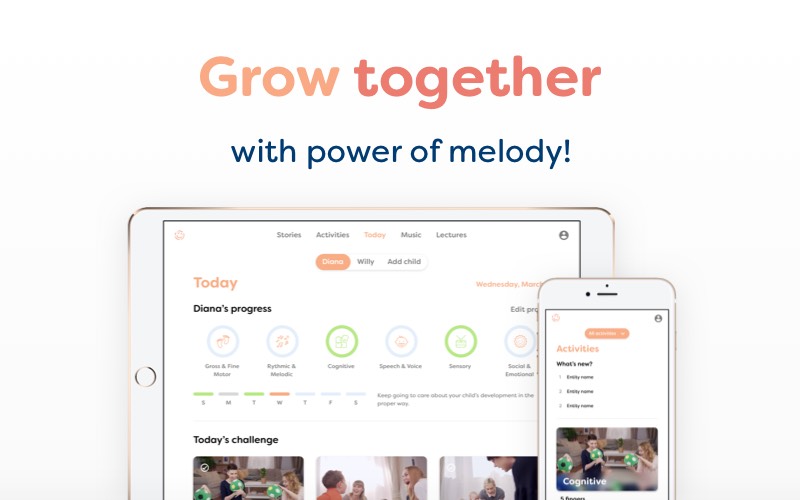 Grow together
with power of melody!
Stories Activities Today Music Lectures
Diana Willy Add child
Today
Wednesday, March
Diana's progress
Edit pro
Gross & Fine
Motor
Rythmic &
Melodic
Cognitive
Speech & Voice
Sensory
Social &
Emotional
S M T W T F S
Keep going to care about your child's development in the
proper way.
Today's challenge
All activities
Activities
What's new?
1 Entity name
2 Entity name
3 Entity name
Cognitive
5 fingers